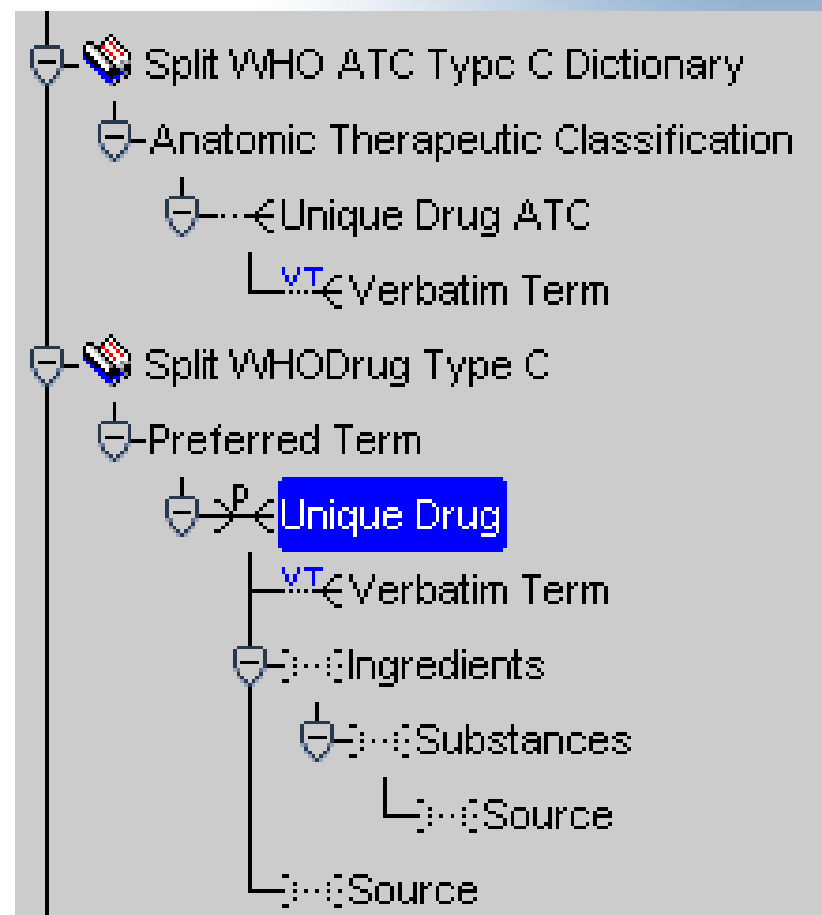 Split WHO ATC Typc C Dictionary
Anatomic Therapeutic Classification
Unique Drug ATC
VT Verbatim Term
Split WHODrug Type C
Preferred Term
P Unique Drug
VT Verbatim Term
Ingredients
Substances
Source
Source